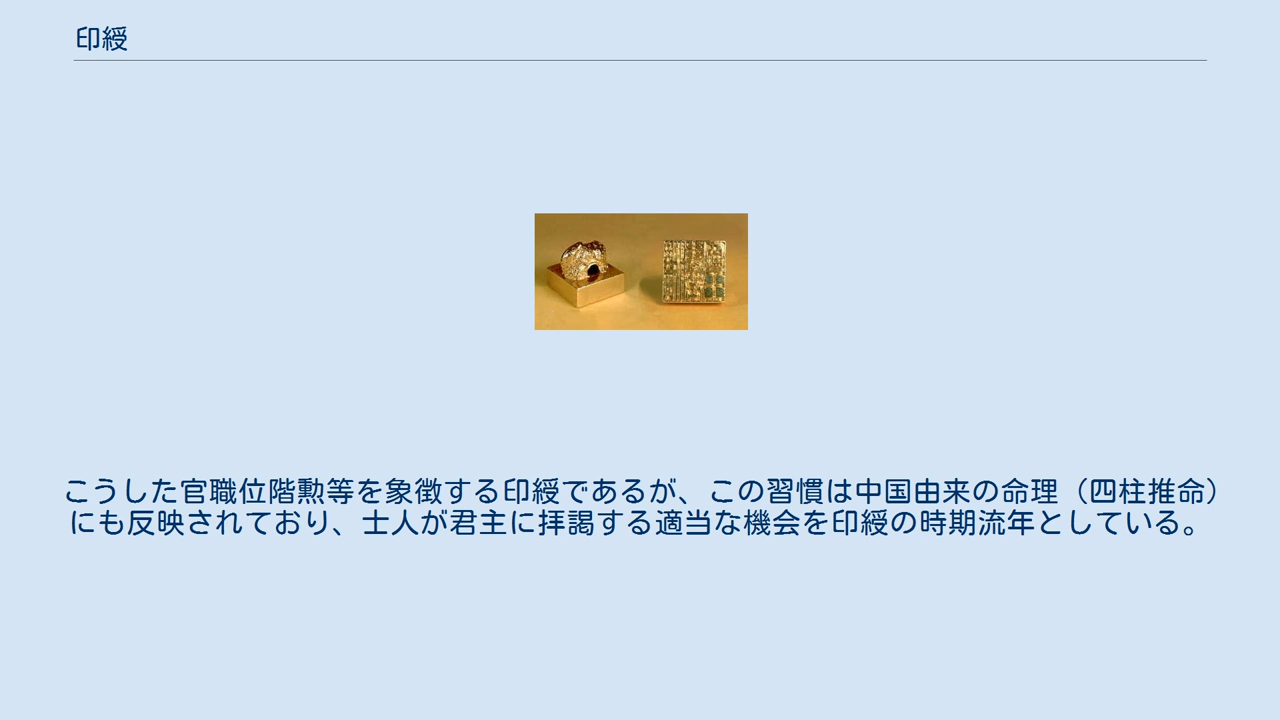 印綬
こうした官職位階勲等を象徴する印綬であるが、この習慣は中国由来の命理（四柱推命）
にも反映されており、士人が君主に拝謁する適当な機会を印綬の時期流年としている。